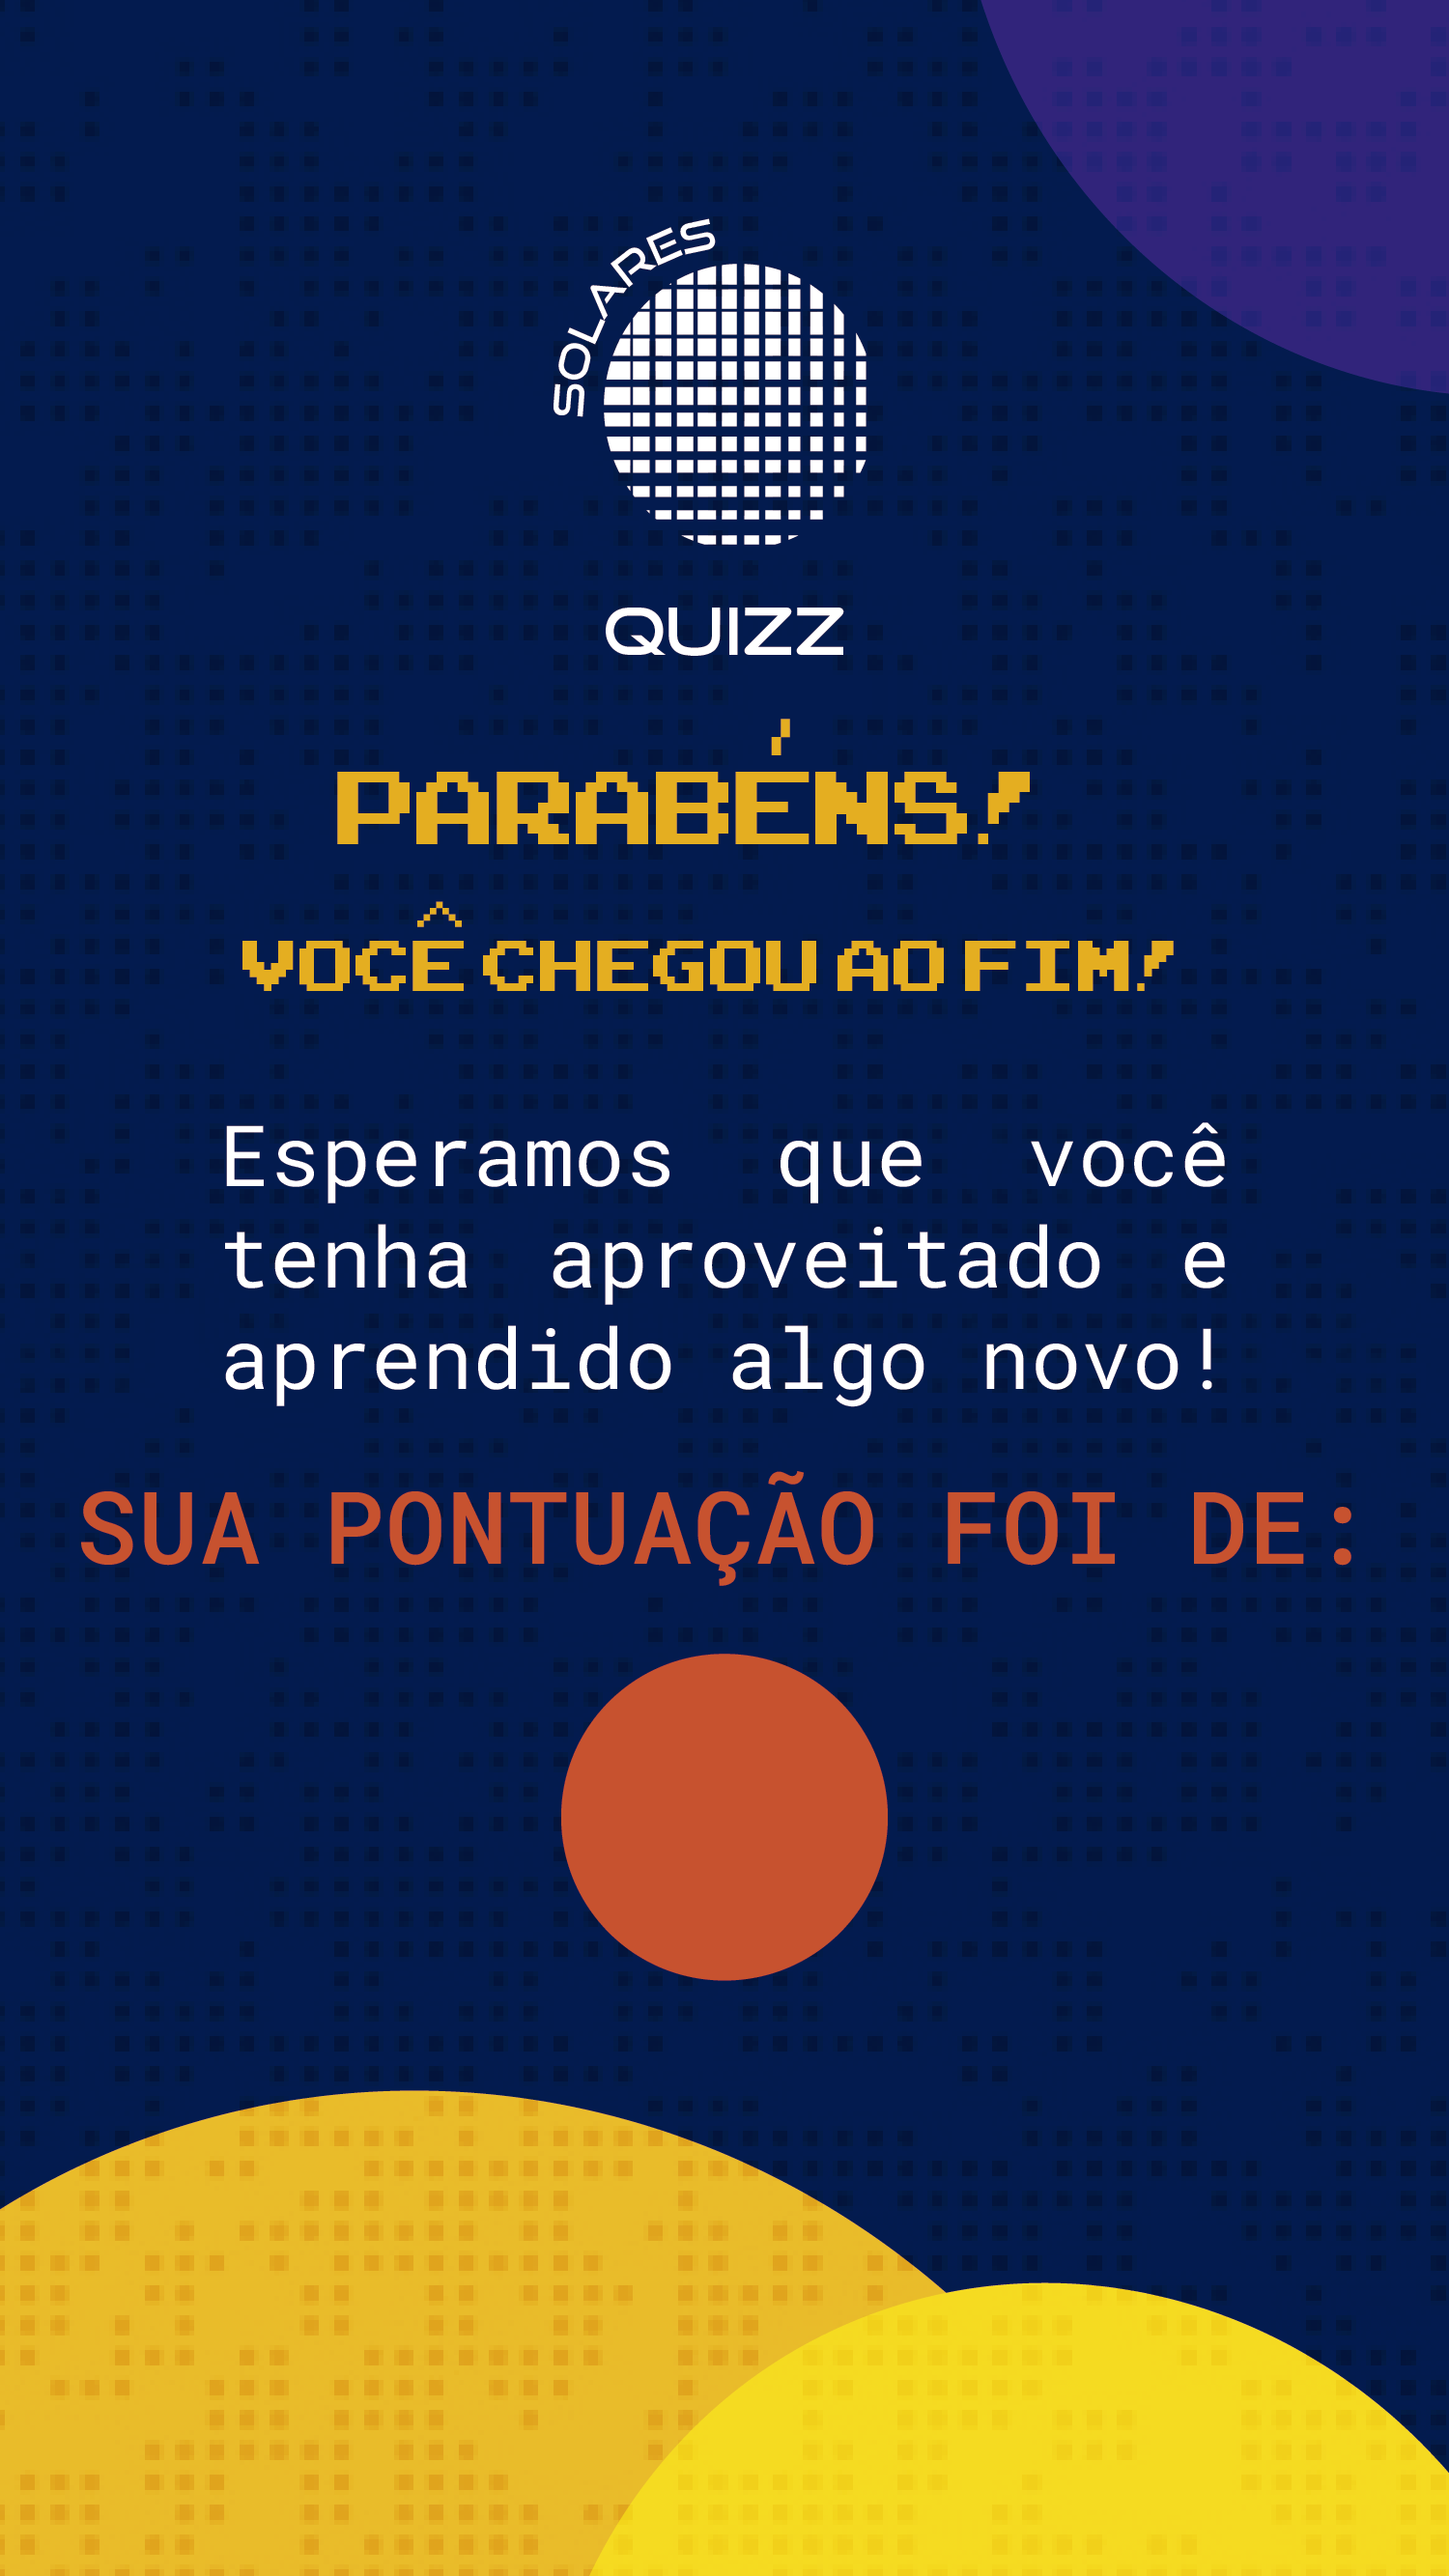 SOLARES
QUIZZ
PARABÉNS!
VOCÊ CHEGOU AO FIM!
Esperamos que você
tenha aproveitado e
aprendido algo novo!
SUA PONTUAÇÃO FOI DE: